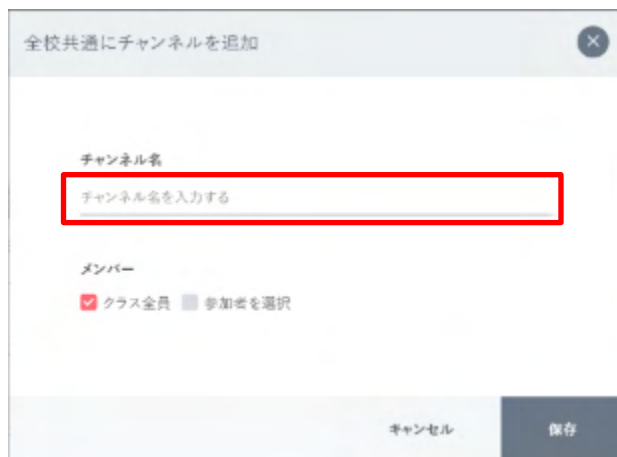 全校共通にチャンネルを追加
チャンネル名
チャンネル名を入力する
メンバー
クラス全員 参加者を選択
キャンセル 保存